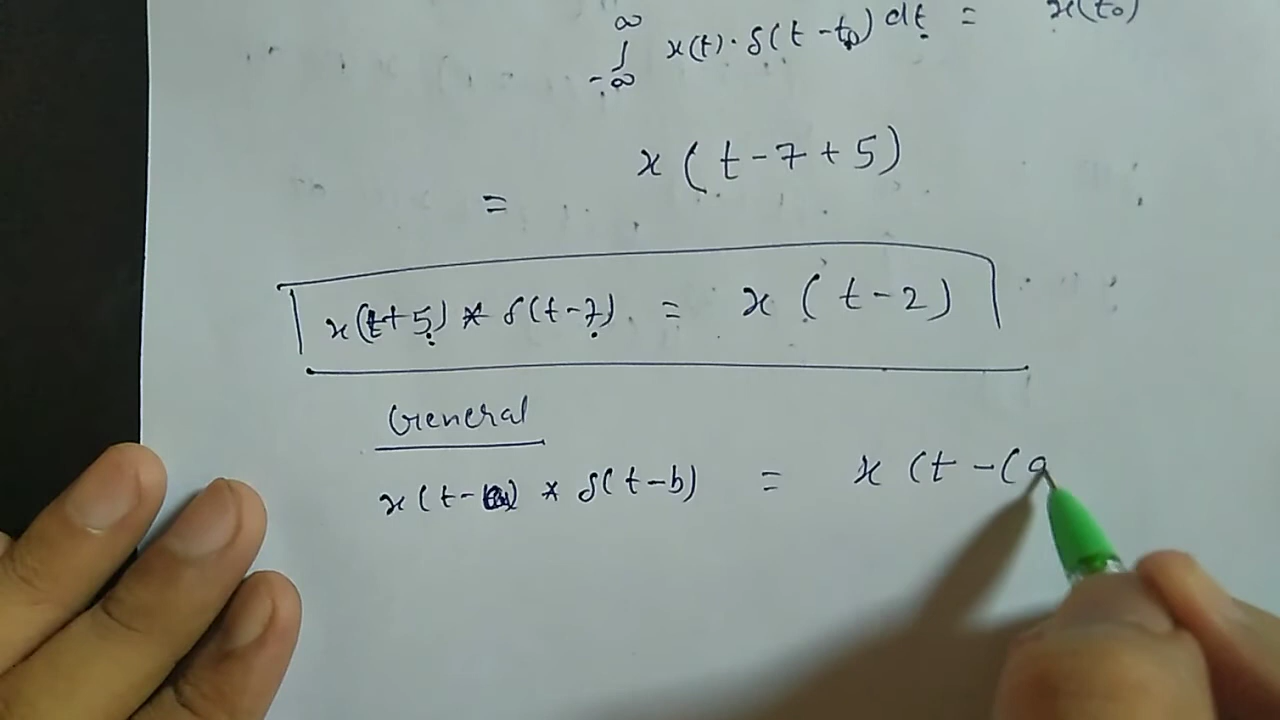 ∞
∫ x(t)·δ(t-t₀) dt = x(t₀)
-∞
x(t-7+5)
=
x(t+5) * δ(t-7) = x(t-2)
General
x(t-a) * δ(t-b) = x(t-(a